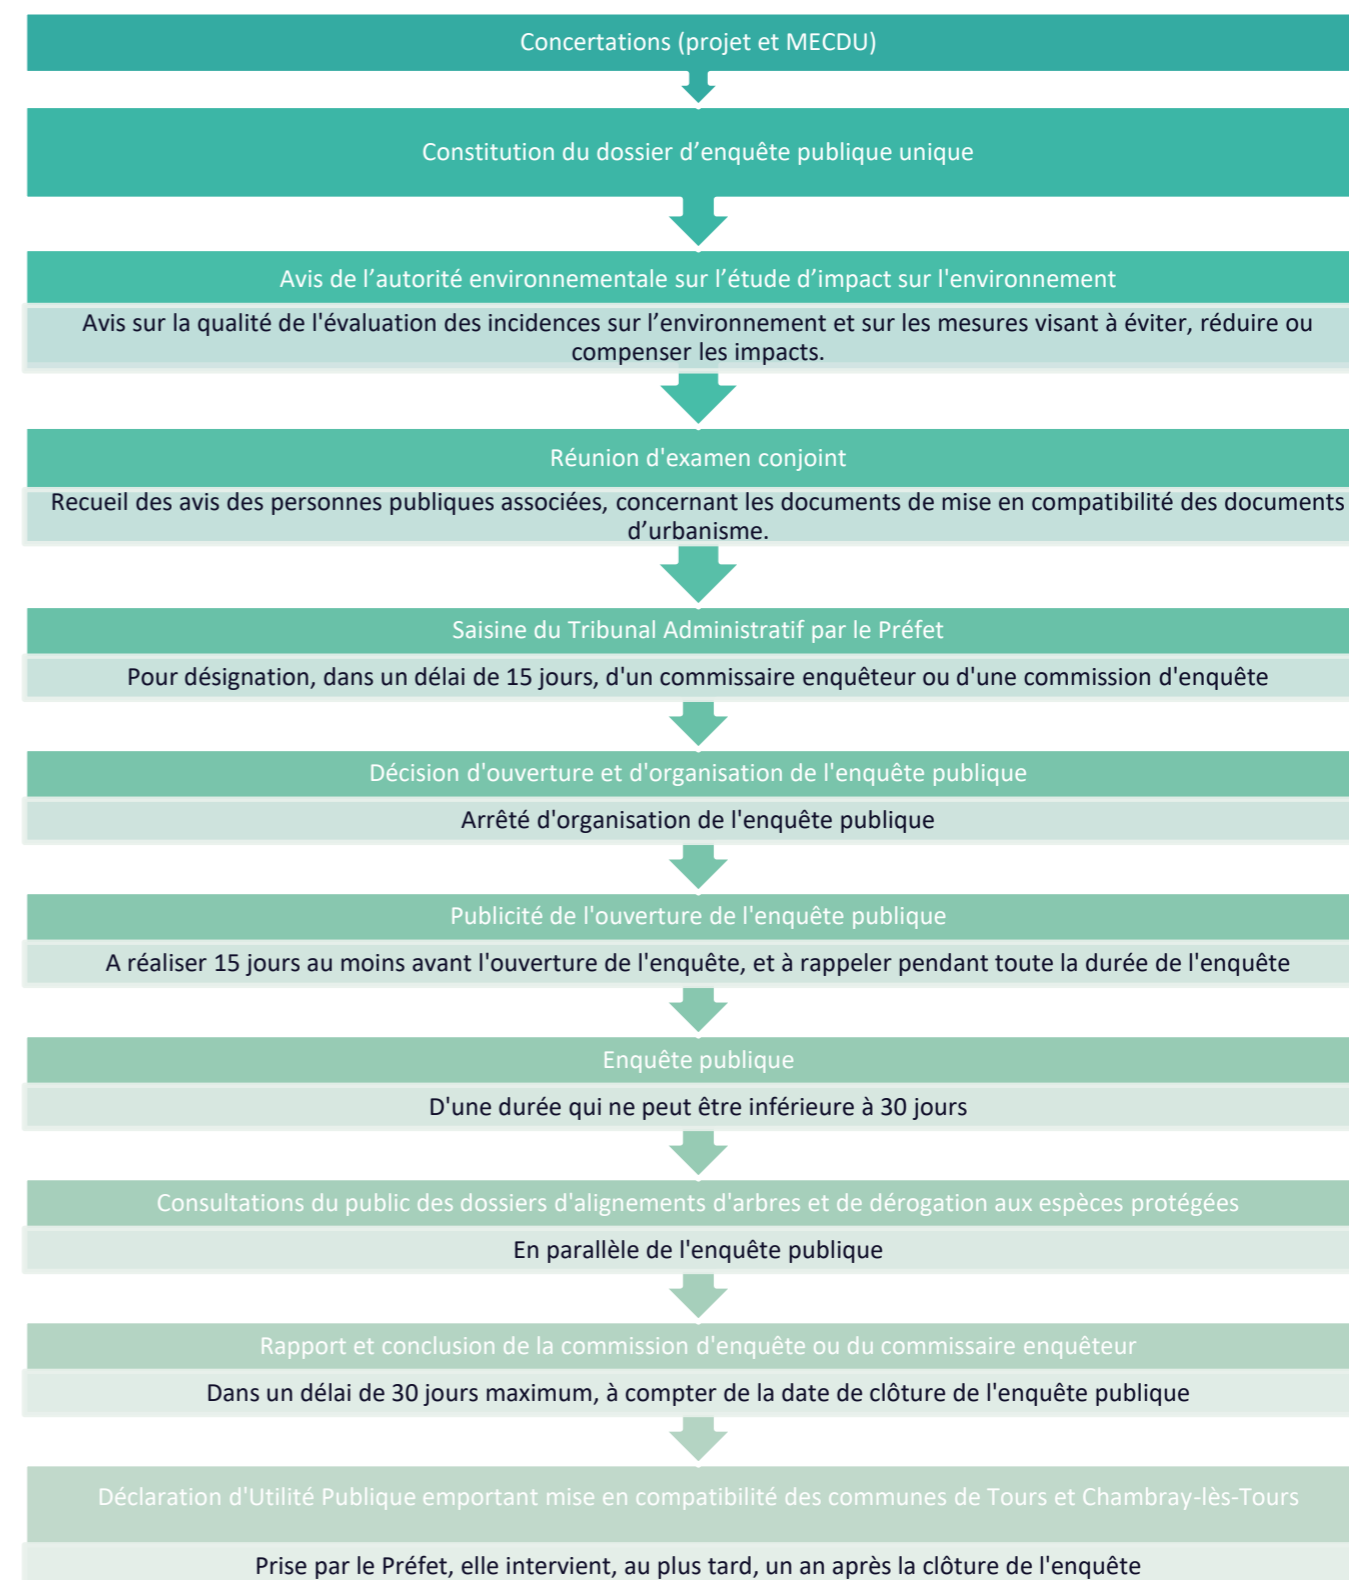 Concertations (projet et MECDU)
Constitution du dossier d’enquête publique unique
Avis de l’autorité environnementale sur l’étude d’impact sur l'environnement
Avis sur la qualité de l'évaluation des incidences sur l’environnement et sur les mesures visant à éviter, réduire ou
compenser les impacts.
Réunion d'examen conjoint
Recueil des avis des personnes publiques associées, concernant les documents de mise en compatibilité des documents
d’urbanisme.
Saisine du Tribunal Administratif par le Préfet
Pour désignation, dans un délai de 15 jours, d'un commissaire enquêteur ou d'une commission d'enquête
Décision d'ouverture et d'organisation de l'enquête publique
Arrêté d'organisation de l'enquête publique
Publicité de l'ouverture de l'enquête publique
A réaliser 15 jours au moins avant l'ouverture de l'enquête, et à rappeler pendant toute la durée de l'enquête
Enquête publique
D'une durée qui ne peut être inférieure à 30 jours
Consultations du public des dossiers d'alignements d'arbres et de dérogation aux espèces protégées
En parallèle de l'enquête publique
Rapport et conclusion de la commission d'enquête ou du commissaire enquêteur
Dans un délai de 30 jours maximum, à compter de la date de clôture de l'enquête publique
Déclaration d'Utilité Publique emportant mise en compatibilité des communes de Tours et Chambray-lès-Tours
Prise par le Préfet, elle intervient, au plus tard, un an après la clôture de l'enquête